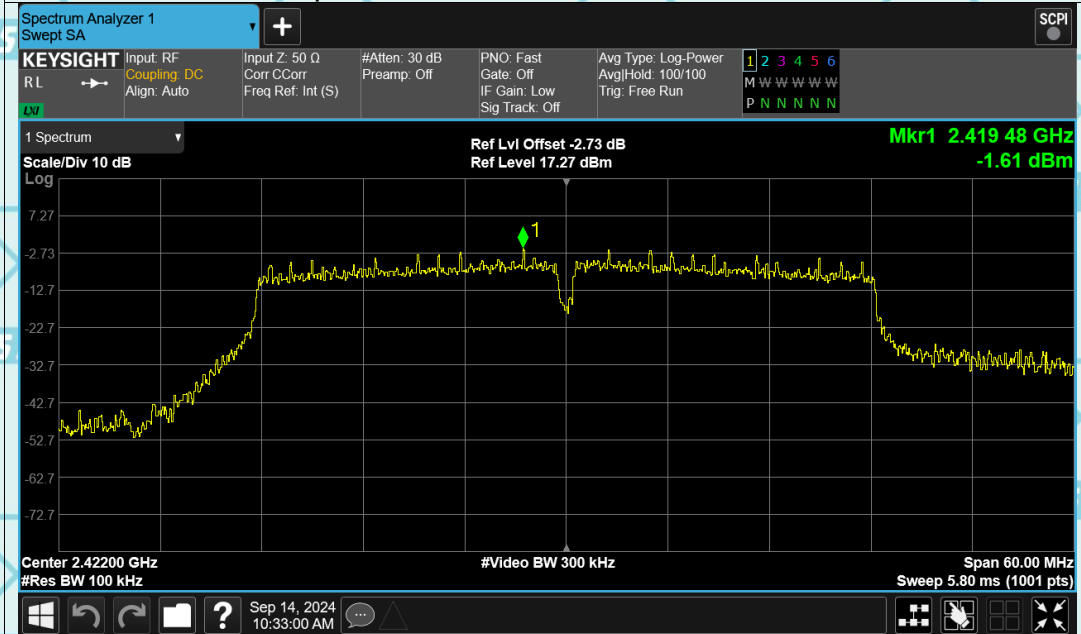 Spectrum Analyzer 1
Swept SA
+
SCPI
KEYSIGHT
RL
LXI
Input: RF
Coupling: DC
Align: Auto
Input Z: 50 Ω
Corr CCorr
Freq Ref: Int (S)
#Atten: 30 dB
Preamp: Off
PNO: Fast
Gate: Off
IF Gain: Low
Sig Track: Off
Avg Type: Log-Power
Avg|Hold: 100/100
Trig: Free Run
1 2 3 4 5 6
M W W W W W
P N N N N N
1 Spectrum
Scale/Div 10 dB
Ref Lvl Offset -2.73 dB
Ref Level 17.27 dBm
Mkr1 2.419 48 GHz
-1.61 dBm
Log
7.27
-2.73
-12.7
-22.7
-32.7
-42.7
-52.7
-62.7
-72.7
1
Center 2.42200 GHz
#Video BW 300 kHz
Span 60.00 MHz
#Res BW 100 kHz
Sweep 5.80 ms (1001 pts)
?
Sep 14, 2024
10:33:00 AM